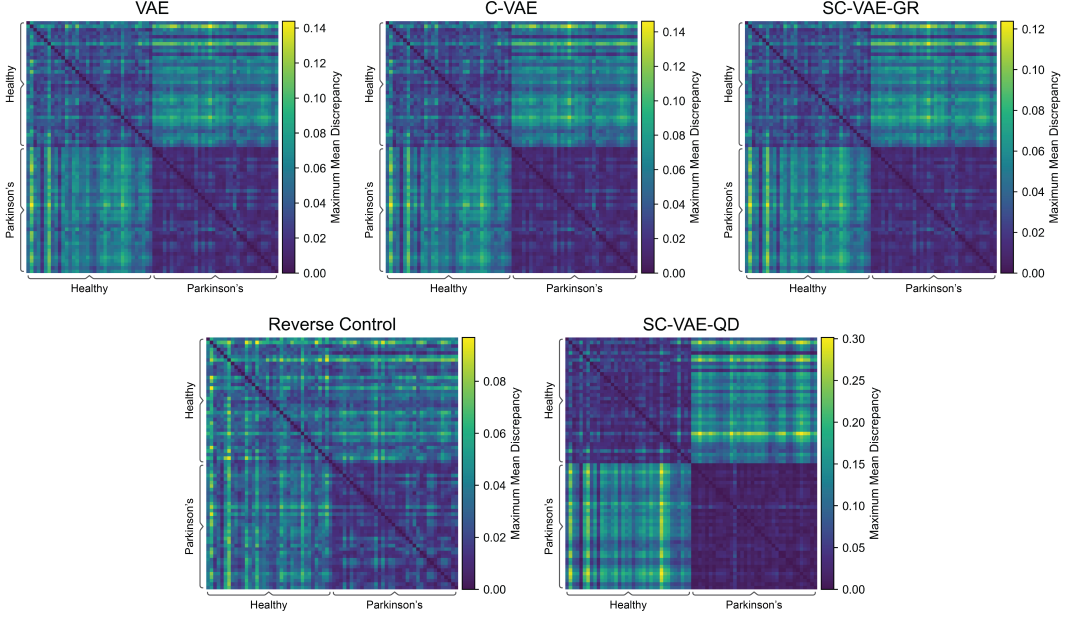 VAE
Healthy
Parkinson's
Healthy
Parkinson's
0.14
0.12
0.10
0.08
0.06
0.04
0.02
0.00
Maximum Mean Discrepancy
C-VAE
Healthy
Parkinson's
Healthy
Parkinson's
0.14
0.12
0.10
0.08
0.06
0.04
0.02
0.00
Maximum Mean Discrepancy
SC-VAE-GR
Healthy
Parkinson's
Healthy
Parkinson's
0.12
0.10
0.08
0.06
0.04
0.02
0.00
Maximum Mean Discrepancy
Reverse Control
Healthy
Parkinson's
Healthy
Parkinson's
0.08
0.06
0.04
0.02
0.00
Maximum Mean Discrepancy
SC-VAE-QD
Healthy
Parkinson's
Healthy
Parkinson's
0.30
0.25
0.20
0.15
0.10
0.05
0.00
Maximum Mean Discrepancy